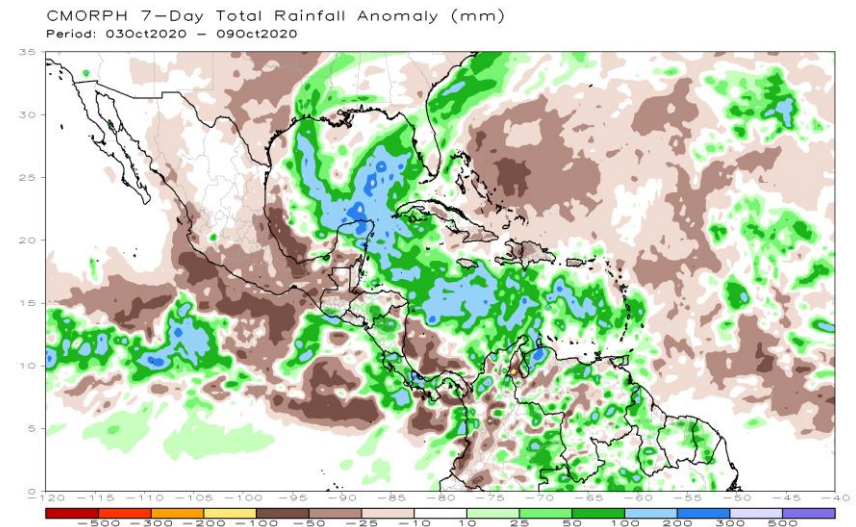 CMORPH 7-Day Total Rainfall Anomaly (mm)
Period: 03Oct2020 - 09Oct2020
35
30
25
20
15
10
5
0
-120 -115 -110 -105 -100 -95 -90 -85 -80 -75 -70 -65 -60 -55 -50 -45 -40
-500 -300 -200 -100 -50 -25 -10 10 25 50 100 200 300 500